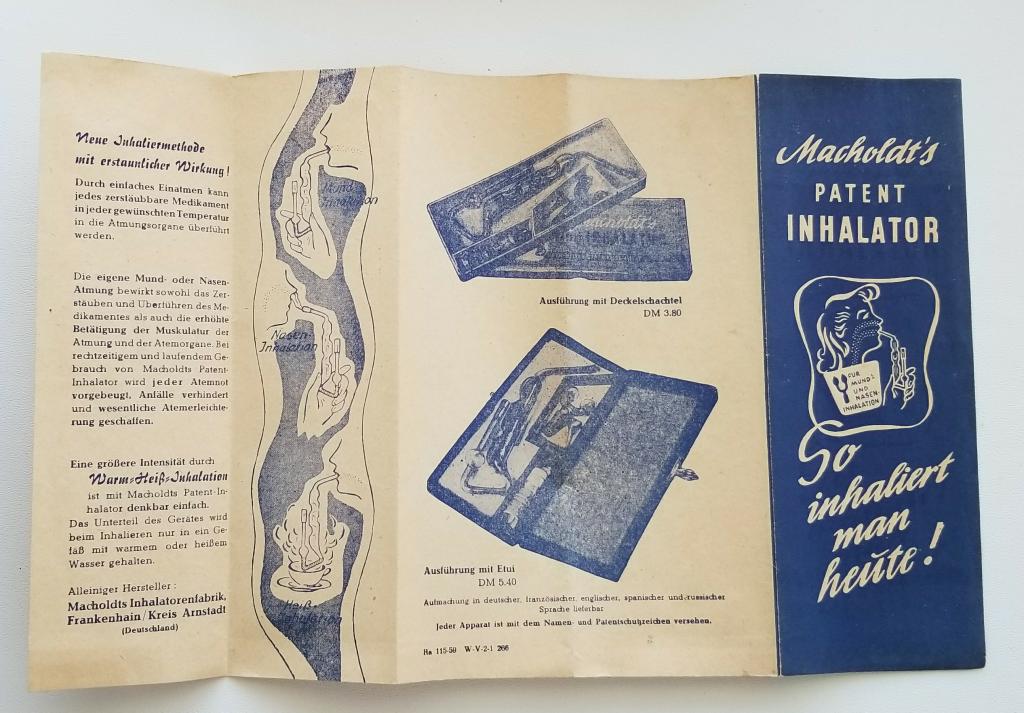 Neue Inhaliermethode
mit erstaunlicher Wirkung!
Durch einfaches Einatmen kann
jedes zerstäubbare Medikament
in jeder gewünschten Temperatur
in die Atmungsorgane überführt
werden.
Die eigene Mund- oder Nasen-
Atmung bewirkt sowohl das Zer-
stäuben und Überführen des Me-
dikamentes als auch die erhöhte
Betätigung der Muskulatur der
Atmung und der Atemorgane. Bei
rechtzeitigem und laufendem Ge-
brauch von Macholdts Patent-
Inhalator wird jeder Atemnot
vorgebeugt, Anfälle verhindert
und wesentliche Atemerleichte-
rung geschaffen.
Eine größere Intensität durch
Warm-Heiß-Inhalation
ist mit Macholdts Patent-In-
halator denkbar einfach.
Das Unterteil des Gerätes wird
beim Inhalieren nur in ein Ge-
fäß mit warmem oder heißem
Wasser gehalten.
Alleiniger Hersteller:
Macholdts Inhalatorenfabrik,
Frankenhain/Kreis Arnstadt
(Deutschland)
Mund-
Inhalation
Nasen-
Inhalation
Heiß-
Inhalation
Macholdt's
Ausführung mit Deckelschachtel
DM 3.80
Ausführung mit Etui
DM 5.40
Aufmachung in deutscher, französischer, englischer, spanischer und russischer
Sprache lieferbar
Jeder Apparat ist mit dem Namen- und Patentschutzzeichen versehen.
Ra 115-59 W-V-2-1 266
Macholdt's
PATENT
INHALATOR
FÜR
MUND-
UND
NASEN-
INHALATION
So
inhaliert
man
heute!